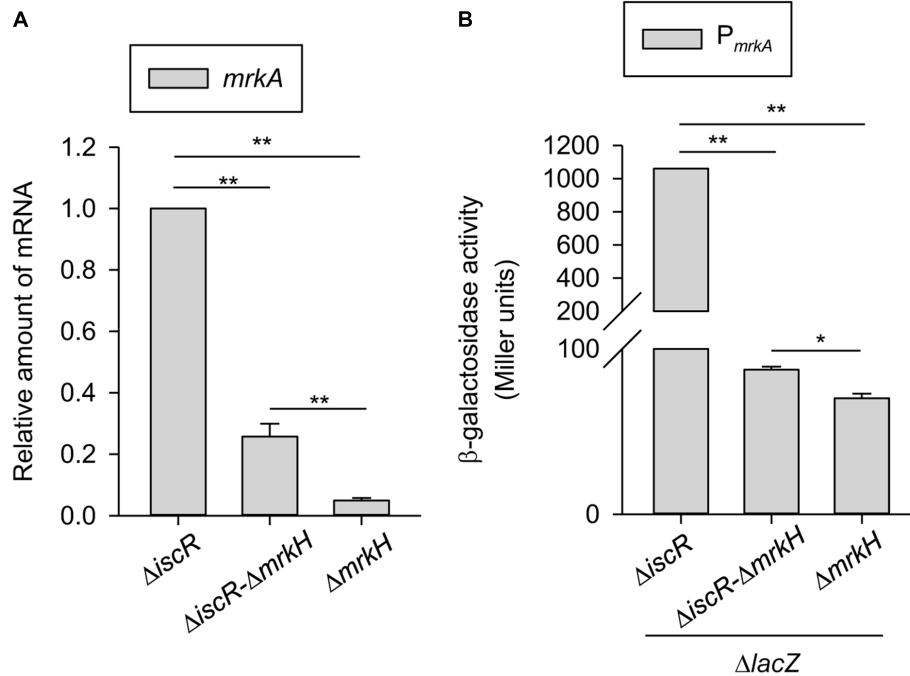 A
mrkA
Relative amount of mRNA
1.2
1.0
0.8
0.6
0.4
0.2
0.0
**
**
**
ΔiscR
ΔiscR-ΔmrkH
ΔmrkH
B
PmrkA
β-galactosidase activity
(Miller units)
1200
1000
800
600
400
200
100
0
**
**
*
ΔiscR
ΔiscR-ΔmrkH
ΔmrkH
ΔlacZ